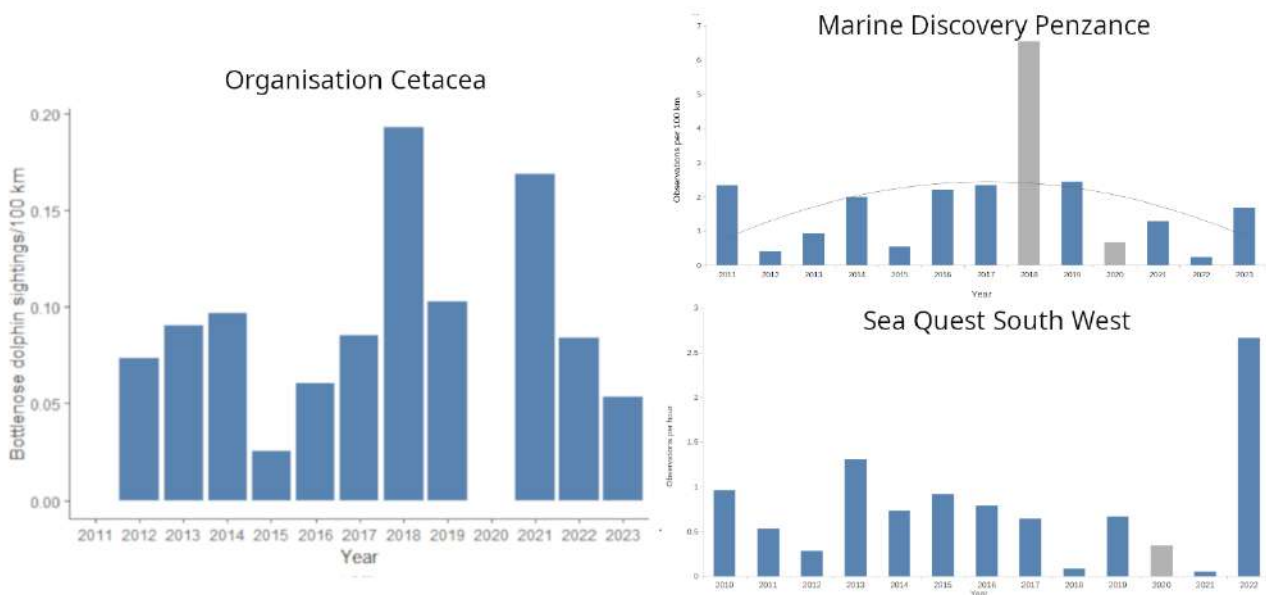 Organisation Cetacea
Bottlenose dolphin sightings/100 km
0.20
0.15
0.10
0.05
0.00
2011 2012 2013 2014 2015 2016 2017 2018 2019 2020 2021 2022 2023
Year
Marine Discovery Penzance
Observations per 100 km
7
6
5
4
3
2
1
0
2011 2012 2013 2014 2015 2016 2017 2018 2019 2020 2021 2022 2023
Year
Sea Quest South West
Observations per hour
3
2.5
2
1.5
1
0.5
0
2010 2011 2012 2013 2014 2015 2016 2017 2018 2019 2020 2021 2022
Year